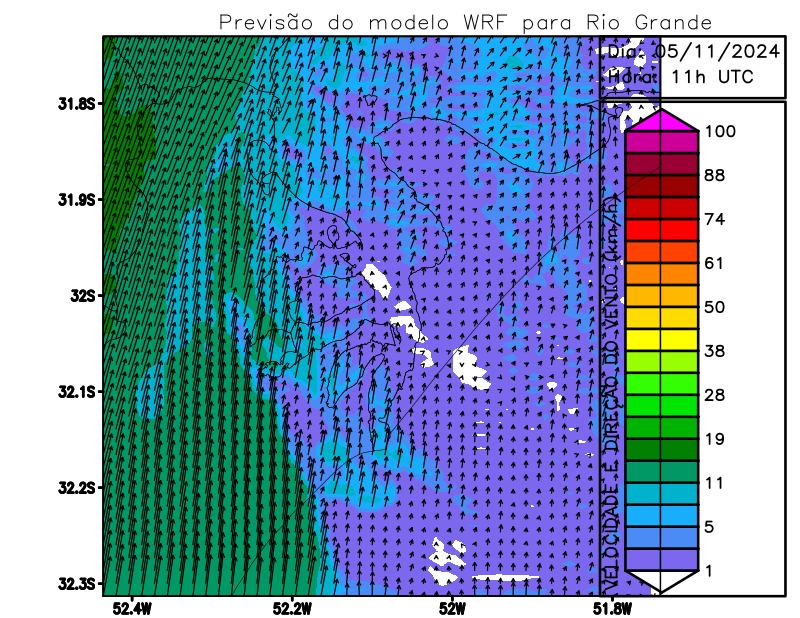 Previsão do modelo WRF para Rio Grande
Dia: 05/11/2024
Hora: 11h UTC
31.8S
31.9S
32S
32.1S
32.2S
32.3S
52.4W
52.2W
52W
51.8W
VELOCIDADE E DIREÇÃO DO VENTO (km/h)
100
88
74
61
50
38
28
19
11
5
1